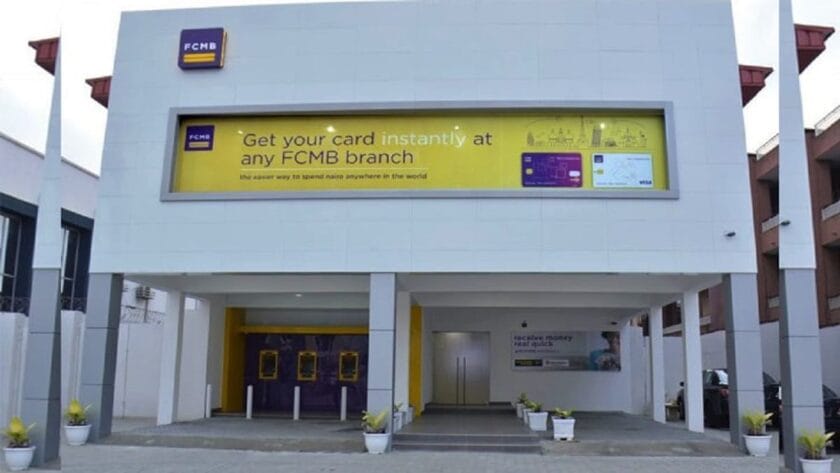 FCMB
FCMB
Get your card instantly at
any FCMB branch
the easier way to spend naira anywhere in the world
VISA
receive money
real quick